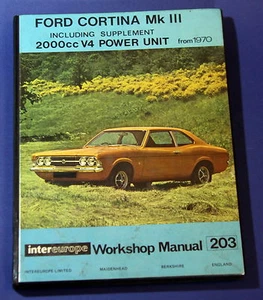 FORD CORTINA Mk III
INCLUDING SUPPLEMENT
2000cc V4 POWER UNIT from 1970
intereurope Workshop Manual 203
INTEREUROPE LIMITED MAIDENHEAD BERKSHIRE ENGLAND